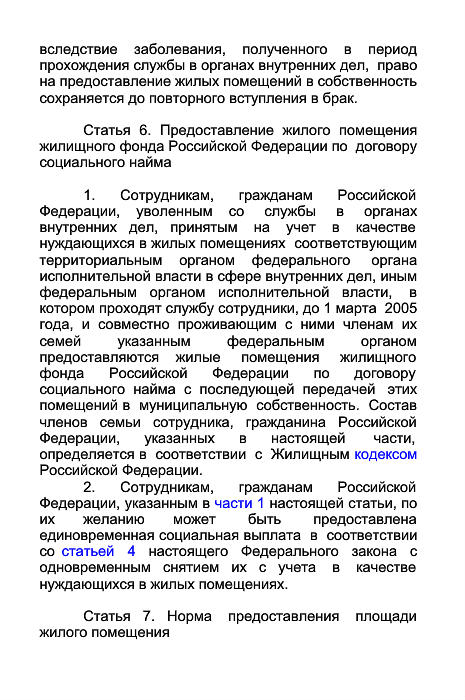 вследствие заболевания, полученного в период
прохождения службы в органах внутренних дел, право
на предоставление жилых помещений в собственность
сохраняется до повторного вступления в брак.
Статья 6. Предоставление жилого помещения
жилищного фонда Российской Федерации по договору
социального найма
1. Сотрудникам, гражданам Российской
Федерации, уволенным со службы в органах
внутренних дел, принятым на учет в качестве
нуждающихся в жилых помещениях соответствующим
территориальным органом федерального органа
исполнительной власти в сфере внутренних дел, иным
федеральным органом исполнительной власти, в
котором проходят службу сотрудники, до 1 марта 2005
года, и совместно проживающим с ними членам их
семей указанным федеральным органом
предоставляются жилые помещения жилищного
фонда Российской Федерации по договору
социального найма с последующей передачей этих
помещений в муниципальную собственность. Состав
членов семьи сотрудника, гражданина Российской
Федерации, указанных в настоящей части,
определяется в соответствии с Жилищным кодексом
Российской Федерации.
2. Сотрудникам, гражданам Российской
Федерации, указанным в части 1 настоящей статьи, по
их желанию может быть предоставлена
единовременная социальная выплата в соответствии
со статьей 4 настоящего Федерального закона с
одновременным снятием их с учета в качестве
нуждающихся в жилых помещениях.
Статья 7. Норма предоставления площади
жилого помещения